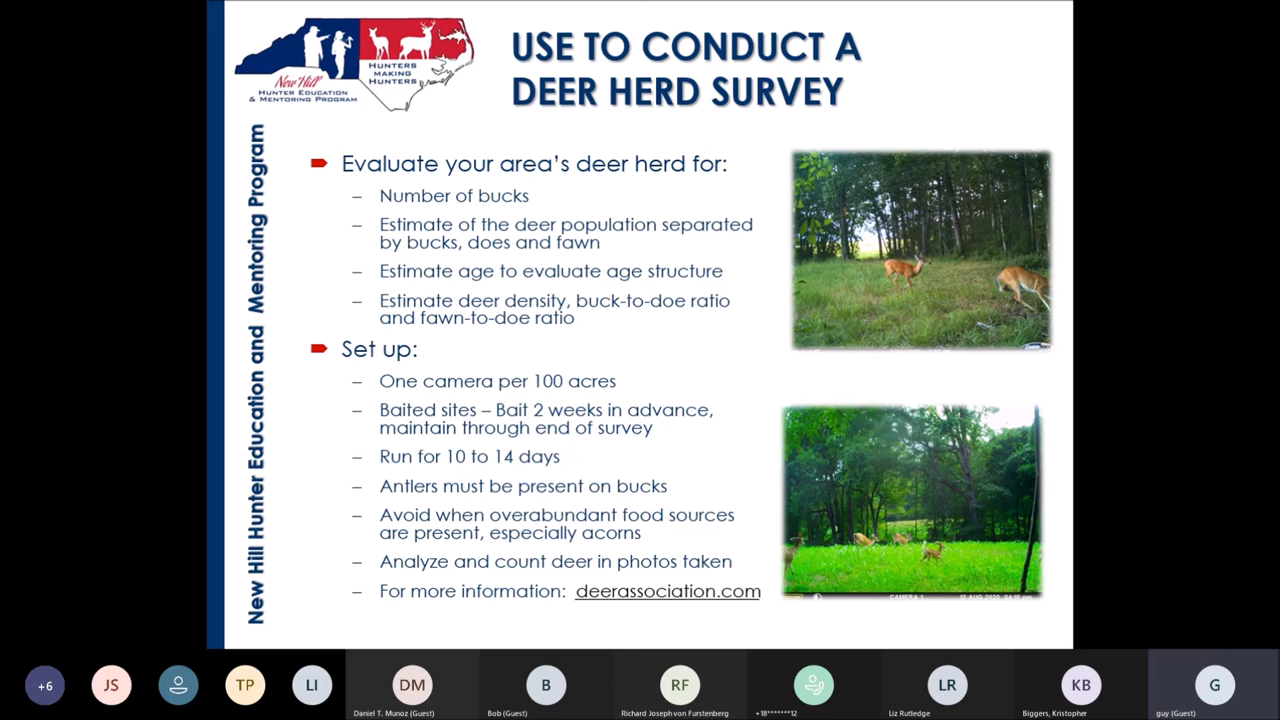 New Hill
HUNTER EDUCATION
& MENTORING PROGRAM
HUNTERS
MAKING
HUNTERS
USE TO CONDUCT A
DEER HERD SURVEY
New Hill Hunter Education and Mentoring Program
Evaluate your area's deer herd for:
– Number of bucks
– Estimate of the deer population separated
by bucks, does and fawn
– Estimate age to evaluate age structure
– Estimate deer density, buck-to-doe ratio
and fawn-to-doe ratio
Set up:
– One camera per 100 acres
– Baited sites – Bait 2 weeks in advance,
maintain through end of survey
– Run for 10 to 14 days
– Antlers must be present on bucks
– Avoid when overabundant food sources
are present, especially acorns
– Analyze and count deer in photos taken
– For more information: deerassociation.com
+6
JS
TP
LI
DM
Daniel T. Munoz (Guest)
B
Bob (Guest)
RF
Richard Joseph von Furstenberg
+18*******12
LR
Liz Rutledge
KB
Biggers, Kristopher
G
guy (Guest)